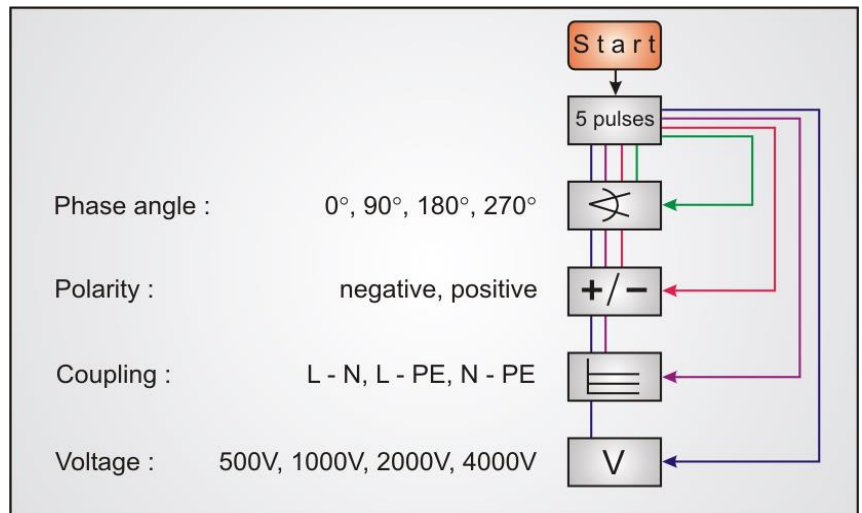 Start
5 pulses
Phase angle : 0°, 90°, 180°, 270°
Polarity : negative, positive +/−
Coupling : L - N, L - PE, N - PE
Voltage : 500V, 1000V, 2000V, 4000V V